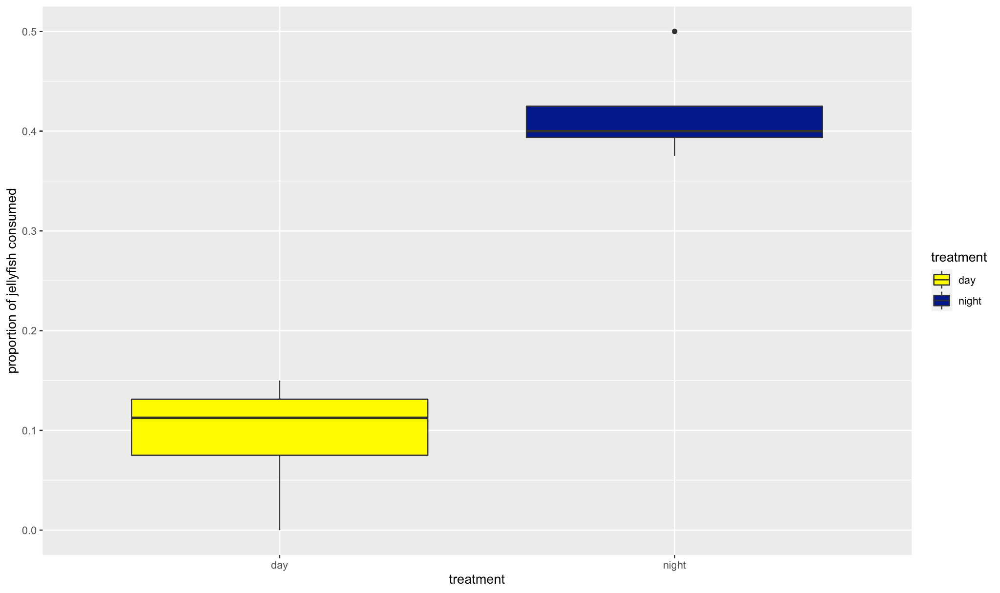 0.5
0.4
0.3
0.2
0.1
0.0
proportion of jellyfish consumed
day
night
treatment
treatment
day
night